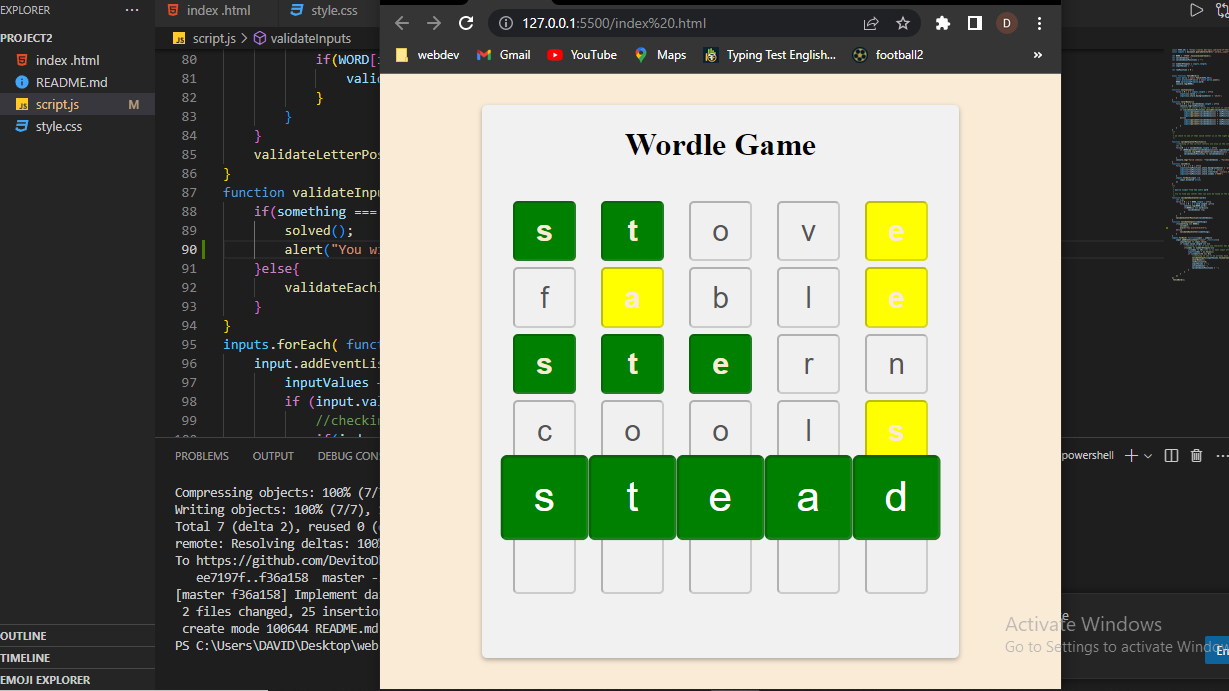 EXPLORER
...
index .html
style.css
127.0.0.1:5500/index%20.html
D
webdev
Gmail
YouTube
Maps
Typing Test English...
football2
»
PROJECT2
index .html
README.md
script.js M
style.css
script.js > validateInputs
80 if(WORD[
81
82 }
83 }
84 }
85 validateLetterPos
86 }
87 function validateInpu
88 if(something ===
89 solved();
90 alert("You wi
91 }else{
92 validateEachl
93 }
94 }
95 inputs.forEach( funct
96 input.addEventLis
97 inputValues
98 if (input.val
99 //checkin
Wordle Game
s t o v e
f a b l e
s t e r n
c o o l s
s t e a d
PROBLEMS OUTPUT DEBUG CON
powershell
Compressing objects: 100% (7/
Writing objects: 100% (7/7),
Total 7 (delta 2), reused 0 (
remote: Resolving deltas: 100%
To https://github.com/DevitoD
ee7197f..f36a158 master -
[master f36a158] Implement da
2 files changed, 25 insertion
create mode 100644 README.md
PS C:\Users\DAVID\Desktop\web
OUTLINE
TIMELINE
EMOJI EXPLORER
Activate Windows
Go to Settings to activate Windows
En